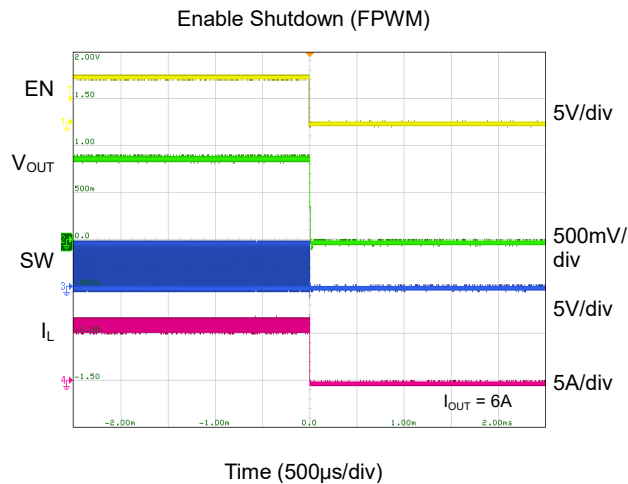 Enable Shutdown (FPWM)
2.00V
EN
1.50
5V/div
1.00
VOUT
500m
0.0
500mV/
div
SW
3
5V/div
IL
4
-1.50
5A/div
IOUT = 6A
-2.00m
-1.00m
0.0
1.00m
2.00ms
Time (500µs/div)